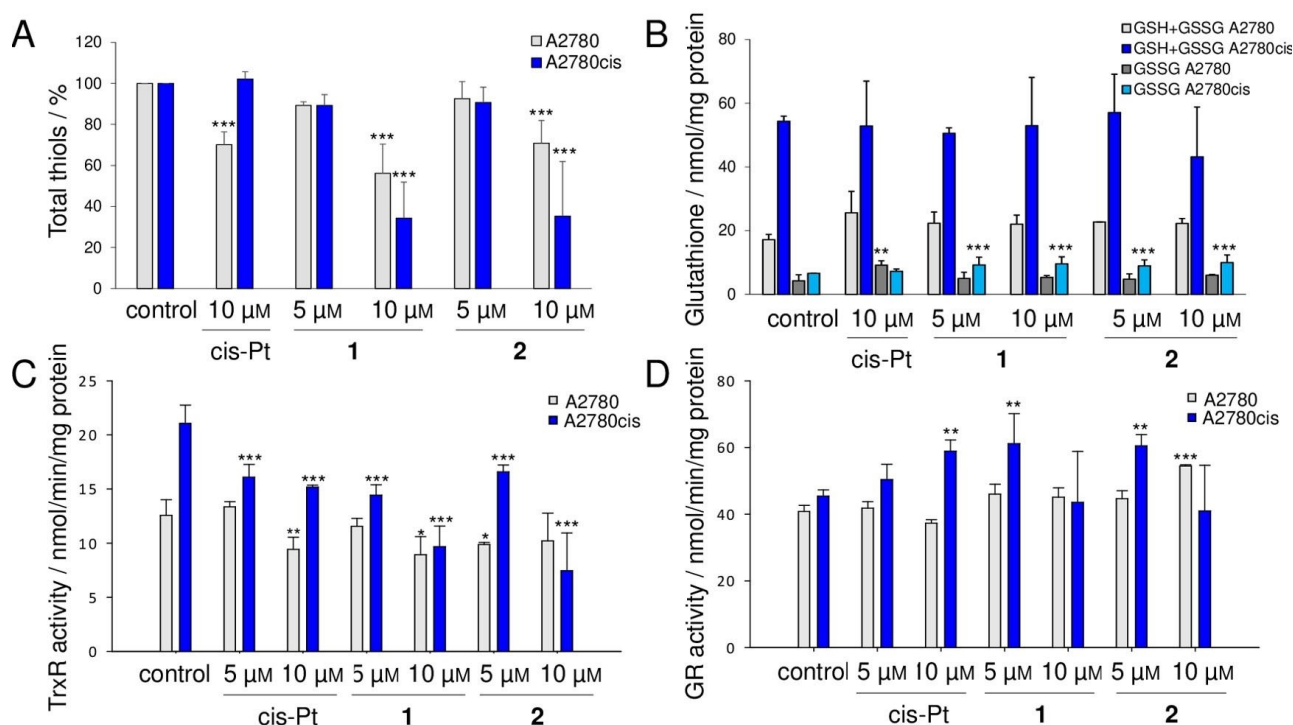 A
Total thiols / %
120
100
80
60
40
20
0
A2780
A2780cis
***
***
***
***
***
control
10 μM
5 μM
10 μM
5 μM
10 μM
cis-Pt
1
2
B
Glutathione / nmol/mg protein
80
60
40
20
0
GSH+GSSG A2780
GSH+GSSG A2780cis
GSSG A2780
GSSG A2780cis
**
***
***
***
***
control
10 μM
5 μM
10 μM
5 μM
10 μM
cis-Pt
1
2
C
TrxR activity / nmol/min/mg protein
25
20
15
10
5
0
A2780
A2780cis
***
**
***
***
*
***
*
***
***
control
5 μM
10 μM
5 μM
10 μM
5 μM
10 μM
cis-Pt
1
2
D
GR activity / nmol/min/mg protein
80
60
40
20
0
A2780
A2780cis
**
**
**
***
control
5 μM
10 μM
5 μM
10 μM
5 μM
10 μM
cis-Pt
1
2